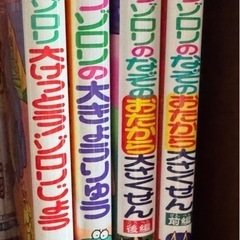 ゾロリ 大けっとう!ゾロリじょう
ゾロリの大きょうりゅう
ゾロリのなぞのおたから大さくせん
後編
ゾロリのなぞのおたから大さくせん
前編